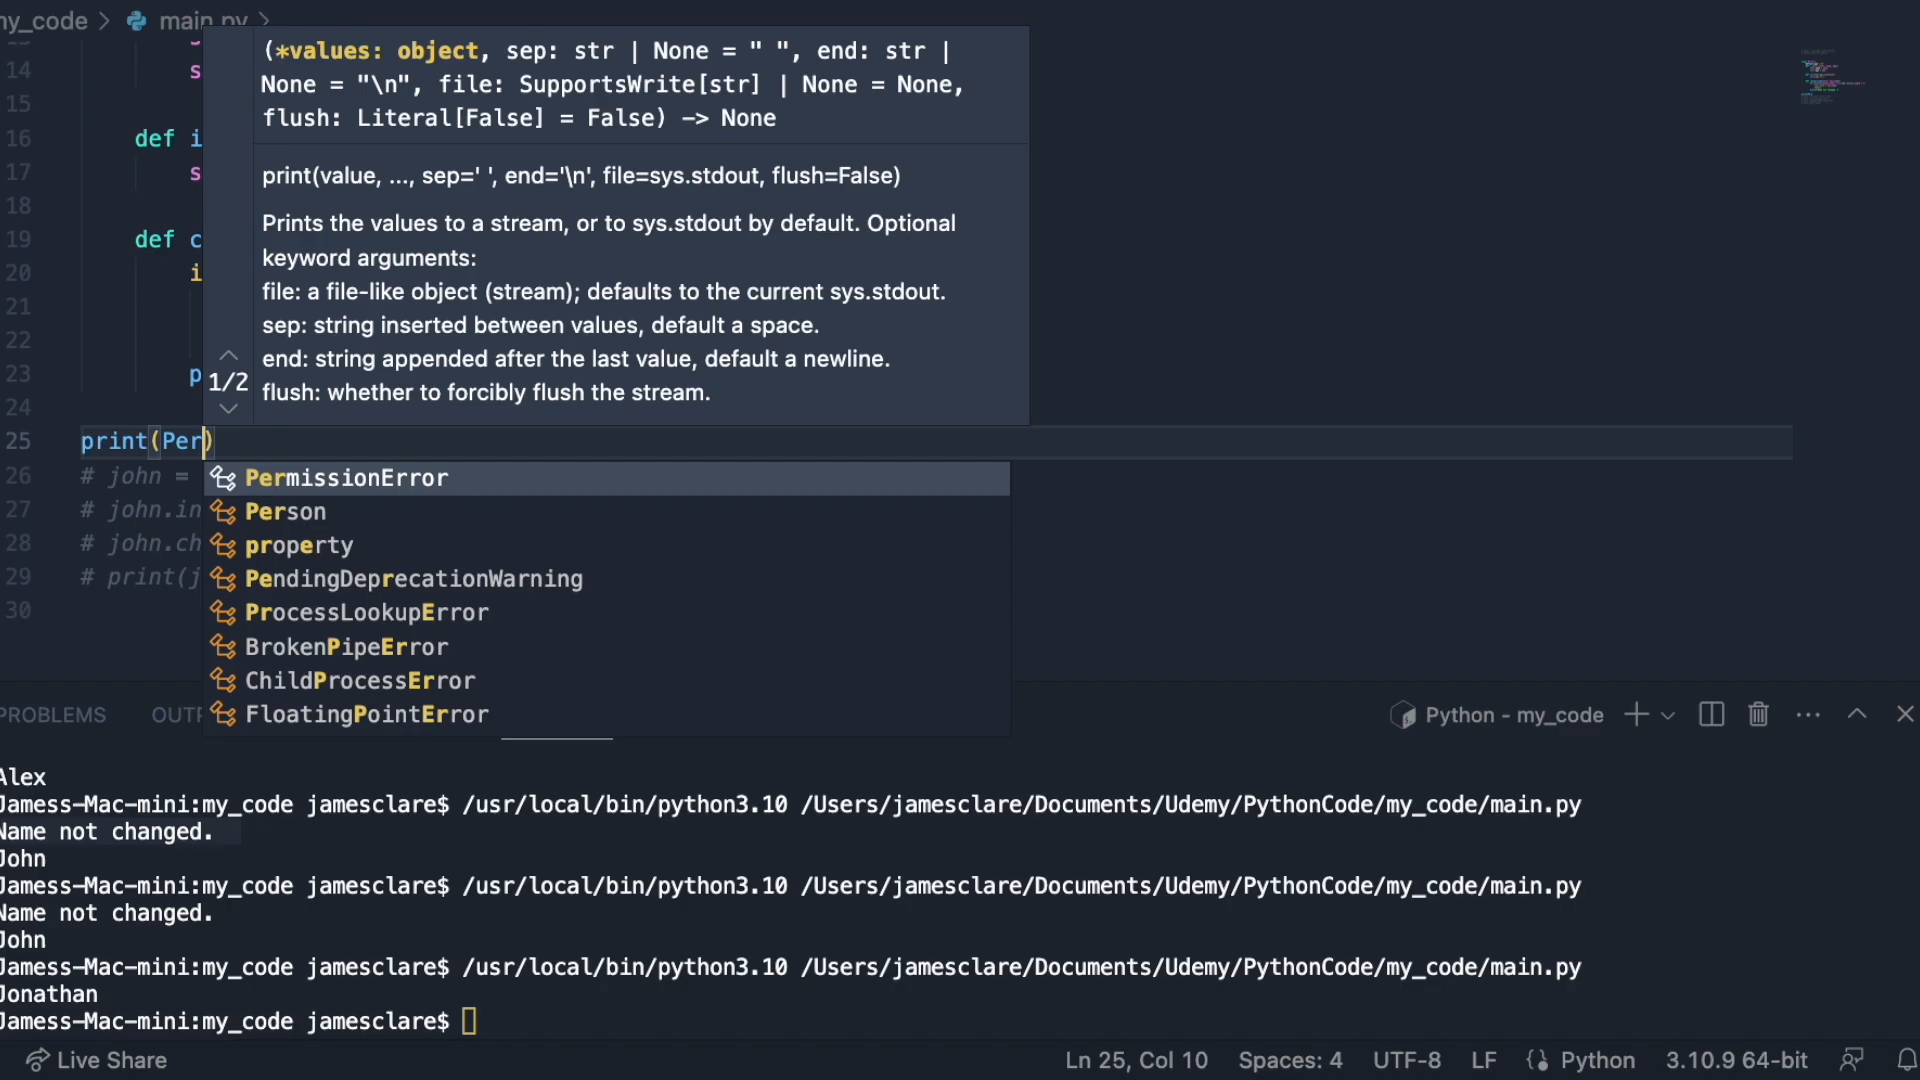 my_code > main.py >
(*values: object, sep: str | None = " ", end: str |
None = "\n", file: SupportsWrite[str] | None = None,
flush: Literal[False] = False) -> None
print(value, ..., sep=' ', end='\n', file=sys.stdout, flush=False)
Prints the values to a stream, or to sys.stdout by default. Optional
keyword arguments:
file: a file-like object (stream); defaults to the current sys.stdout.
sep: string inserted between values, default a space.
end: string appended after the last value, default a newline.
flush: whether to forcibly flush the stream.
1/2
14 s
15
16 def i
17 s
18
19 def c
20 i
21
22
23 p
24
25 print(Per)
26 # john =
27 # john.in
28 # john.ch
29 # print(j
30
PermissionError
Person
property
PendingDeprecationWarning
ProcessLookupError
BrokenPipeError
ChildProcessError
FloatingPointError
PROBLEMS OUTP
Python - my_code
Alex
Jamess-Mac-mini:my_code jamesclare$ /usr/local/bin/python3.10 /Users/jamesclare/Documents/Udemy/PythonCode/my_code/main.py
Name not changed.
John
Jamess-Mac-mini:my_code jamesclare$ /usr/local/bin/python3.10 /Users/jamesclare/Documents/Udemy/PythonCode/my_code/main.py
Name not changed.
John
Jamess-Mac-mini:my_code jamesclare$ /usr/local/bin/python3.10 /Users/jamesclare/Documents/Udemy/PythonCode/my_code/main.py
Jonathan
Jamess-Mac-mini:my_code jamesclare$
Live Share
Ln 25, Col 10 Spaces: 4 UTF-8 LF Python 3.10.9 64-bit